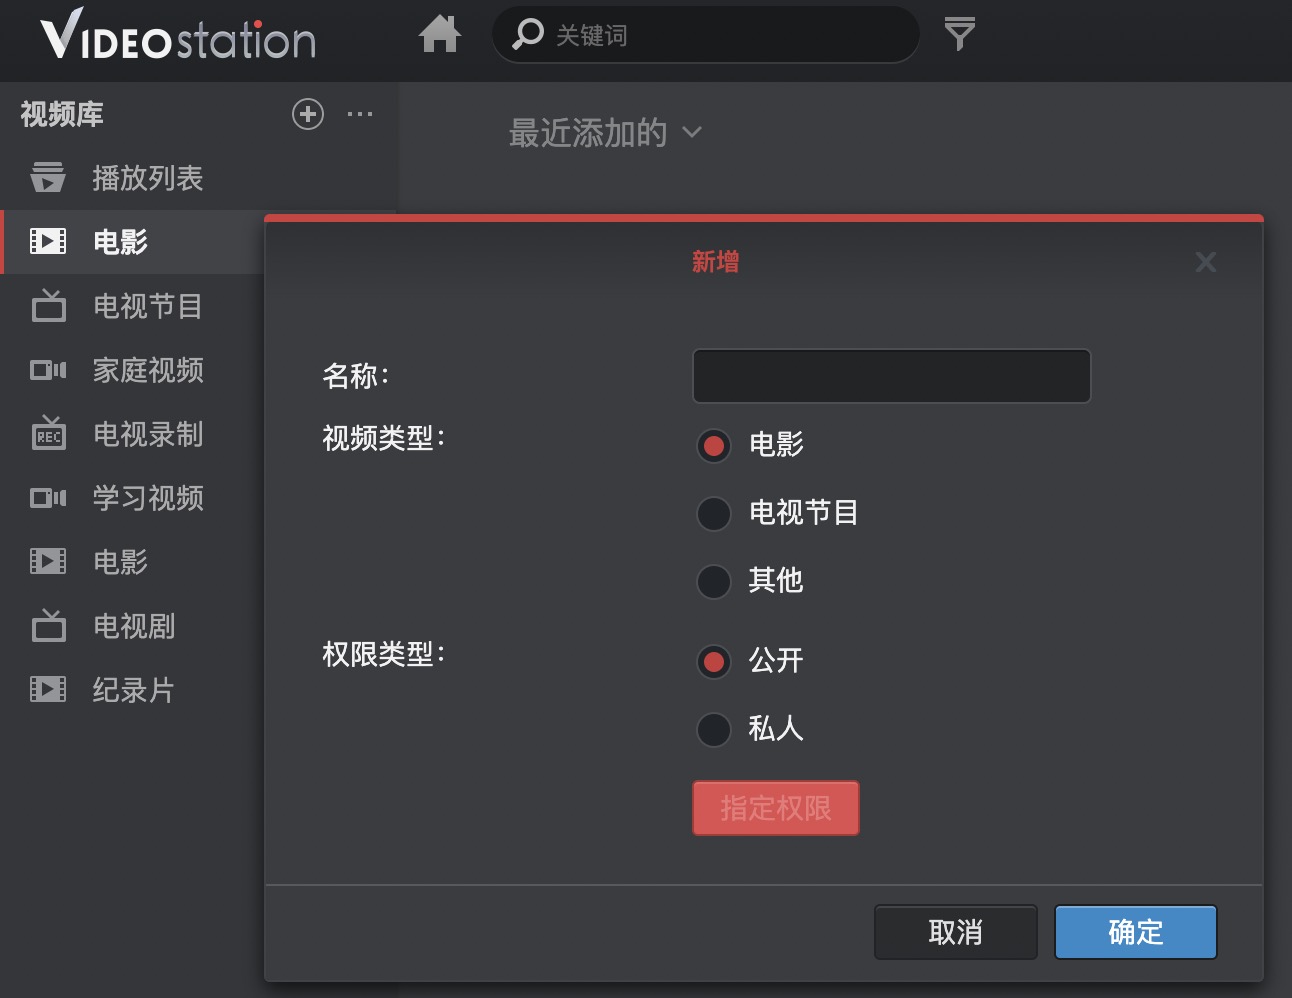 VIDEOstation
关键词
视频库
最近添加的
播放列表
电影
电视节目
家庭视频
REC
电视录制
学习视频
电影
电视剧
纪录片
新增
名称：
视频类型：
电影
电视节目
其他
权限类型：
公开
私人
指定权限
取消
确定